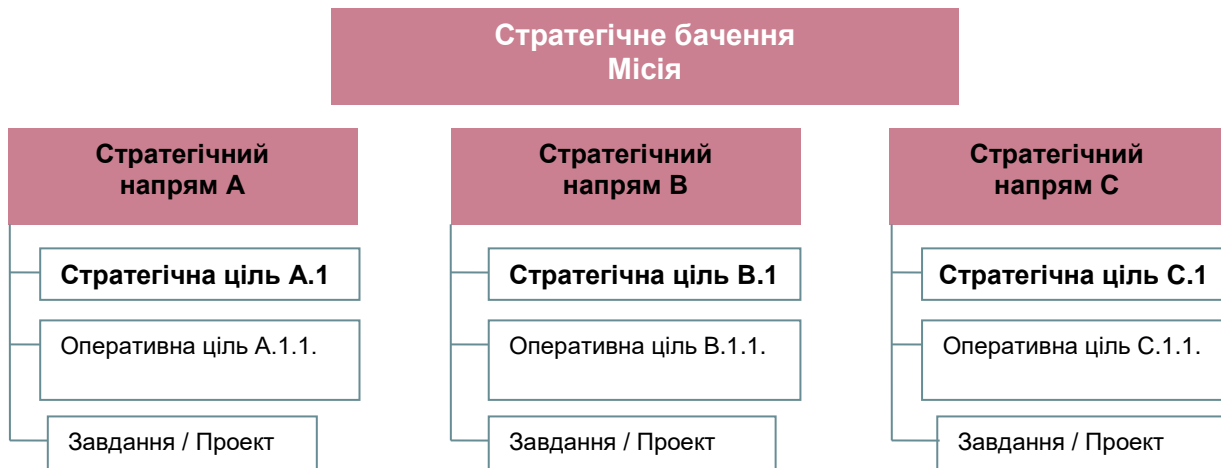 Стратегічне бачення
Місія
Стратегічний
напрям А
Стратегічна ціль А.1
Оперативна ціль А.1.1.
Завдання / Проект
Стратегічний
напрям В
Стратегічна ціль В.1
Оперативна ціль В.1.1.
Завдання / Проект
Стратегічний
напрям С
Стратегічна ціль С.1
Оперативна ціль С.1.1.
Завдання / Проект